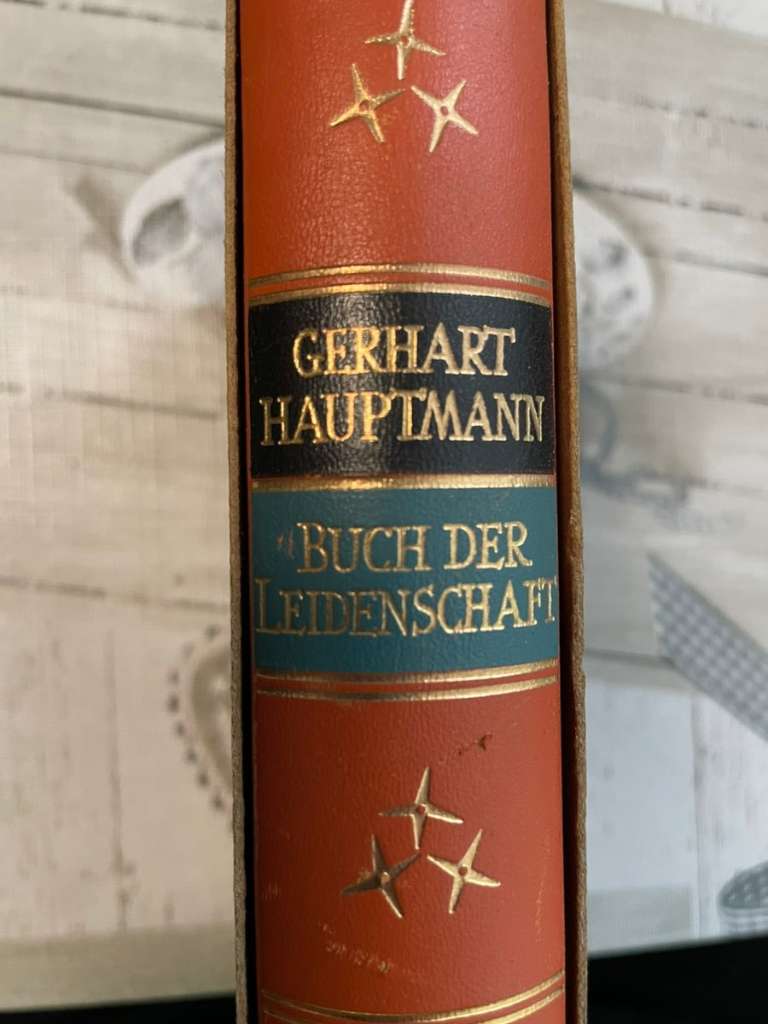 GERHART
HAUPTMANN
BUCH DER
LEIDENSCHAFT